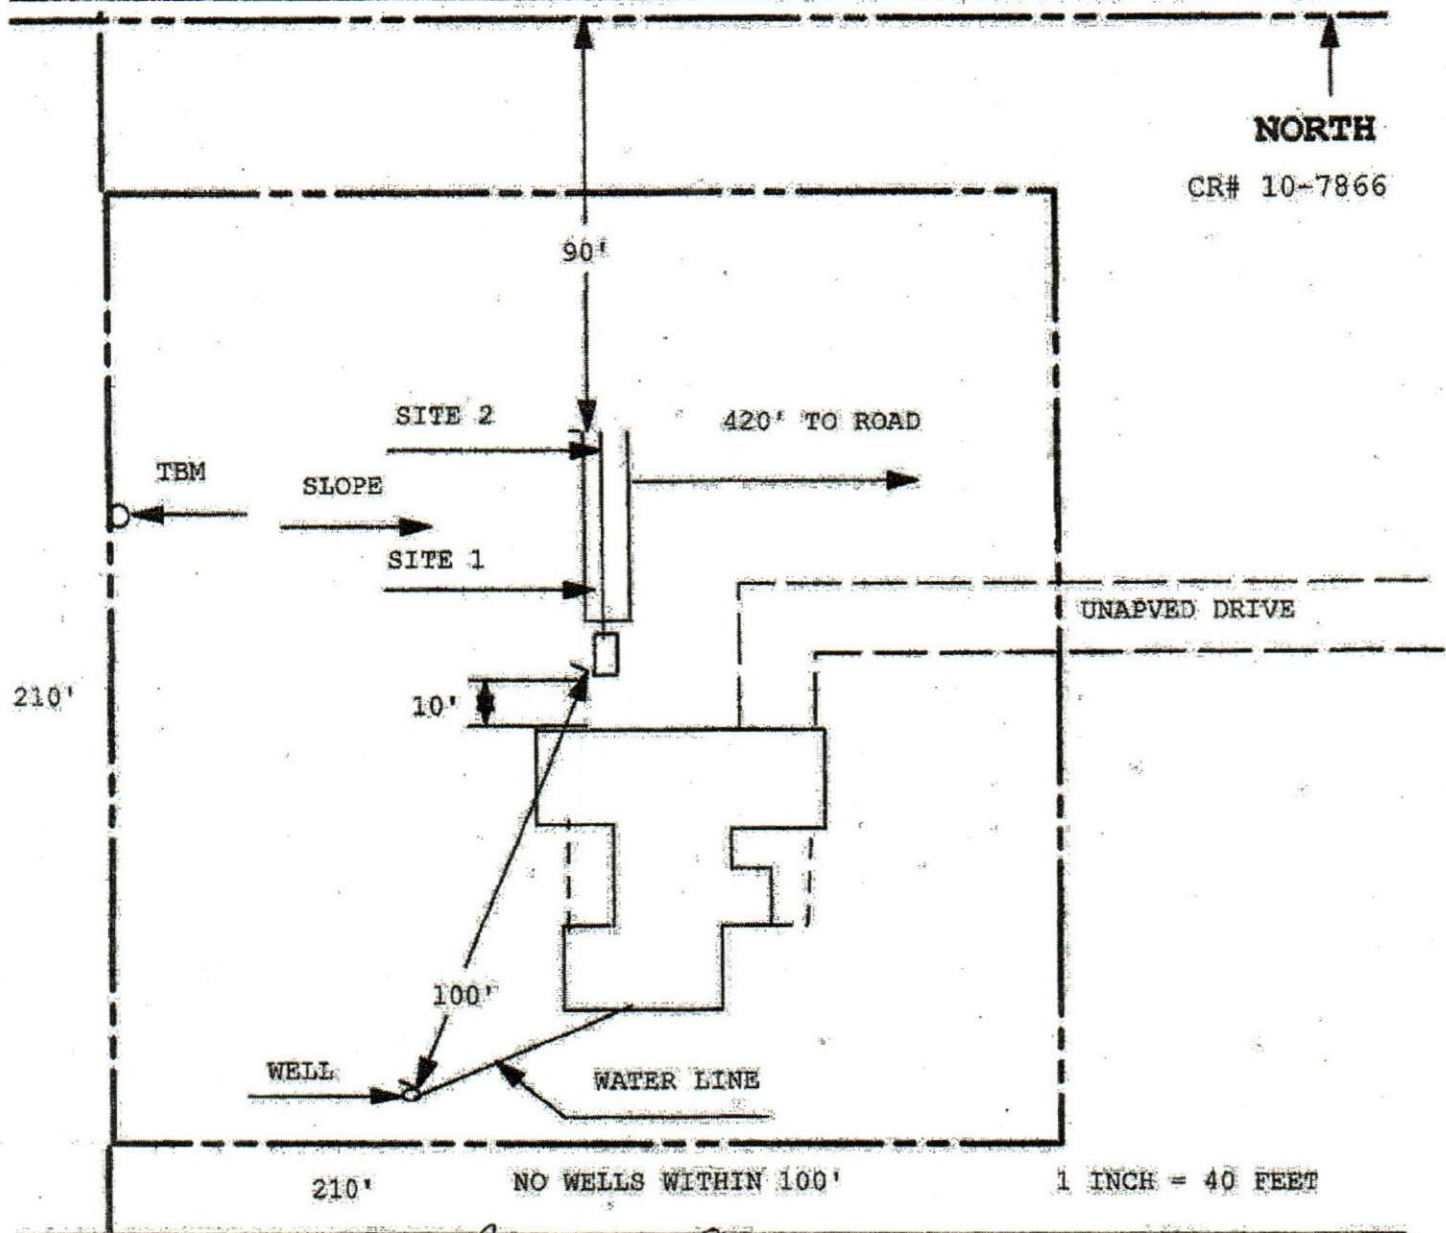 NORTH
CR# 10-7866
90'
SITE 2
420' TO ROAD
TBM
SLOPE
SITE 1
UNAPVED DRIVE
210'
10'
100'
WELL
WATER LINE
210'
NO WELLS WITHIN 100'
1 INCH = 40 FEET